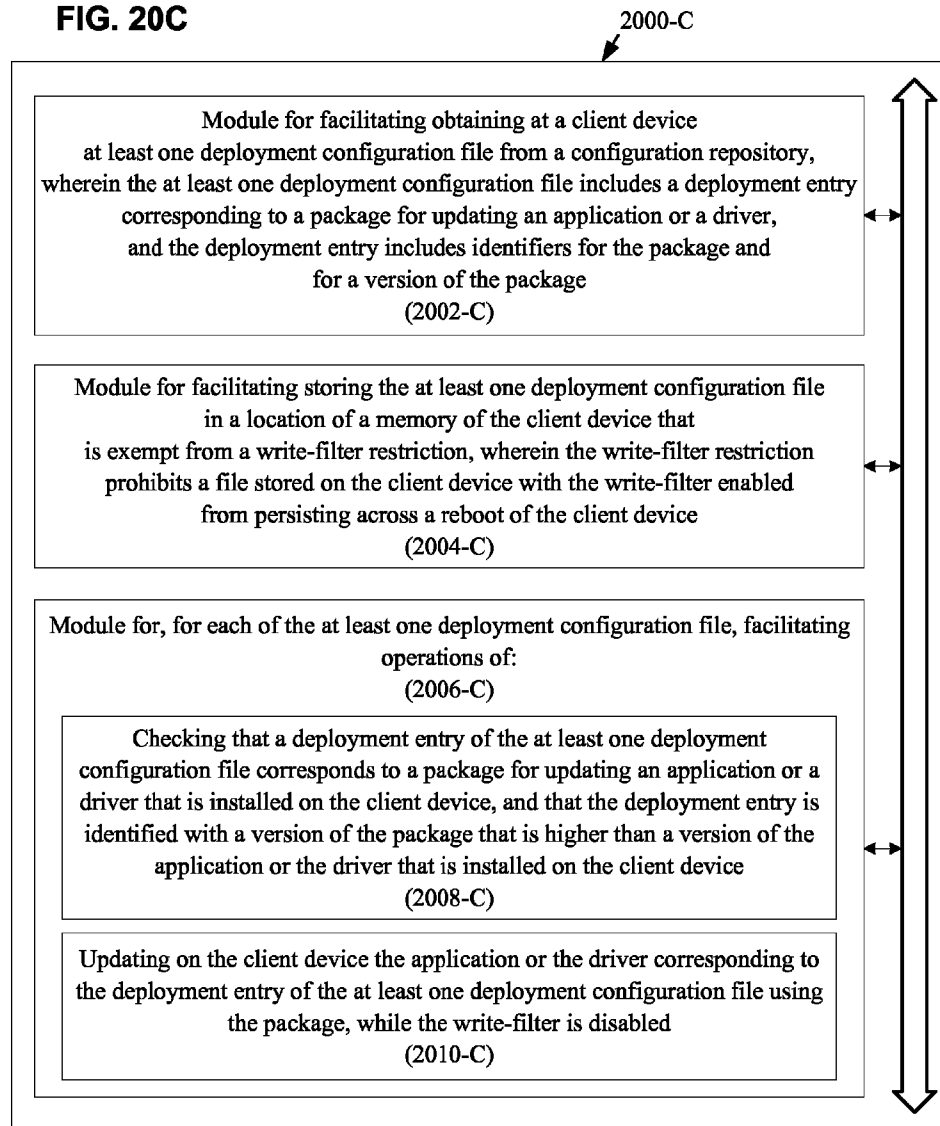 FIG. 20C
2000-C
Module for facilitating obtaining at a client device
at least one deployment configuration file from a configuration repository,
wherein the at least one deployment configuration file includes a deployment entry
corresponding to a package for updating an application or a driver,
and the deployment entry includes identifiers for the package and
for a version of the package
(2002-C)
Module for facilitating storing the at least one deployment configuration file
in a location of a memory of the client device that
is exempt from a write-filter restriction, wherein the write-filter restriction
prohibits a file stored on the client device with the write-filter enabled
from persisting across a reboot of the client device
(2004-C)
Module for, for each of the at least one deployment configuration file, facilitating
operations of:
(2006-C)
Checking that a deployment entry of the at least one deployment
configuration file corresponds to a package for updating an application or a
driver that is installed on the client device, and that the deployment entry is
identified with a version of the package that is higher than a version of the
application or the driver that is installed on the client device
(2008-C)
Updating on the client device the application or the driver corresponding to
the deployment entry of the at least one deployment configuration file using
the package, while the write-filter is disabled
(2010-C)